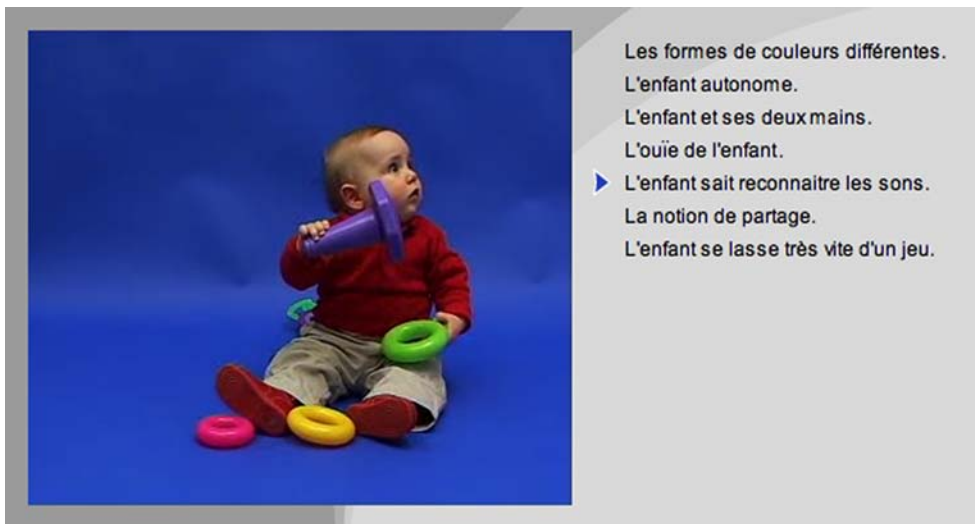 Les formes de couleurs différentes.
L'enfant autonome.
L'enfant et ses deux mains.
L'ouïe de l'enfant.
L'enfant sait reconnaitre les sons.
La notion de partage.
L'enfant se lasse très vite d'un jeu.